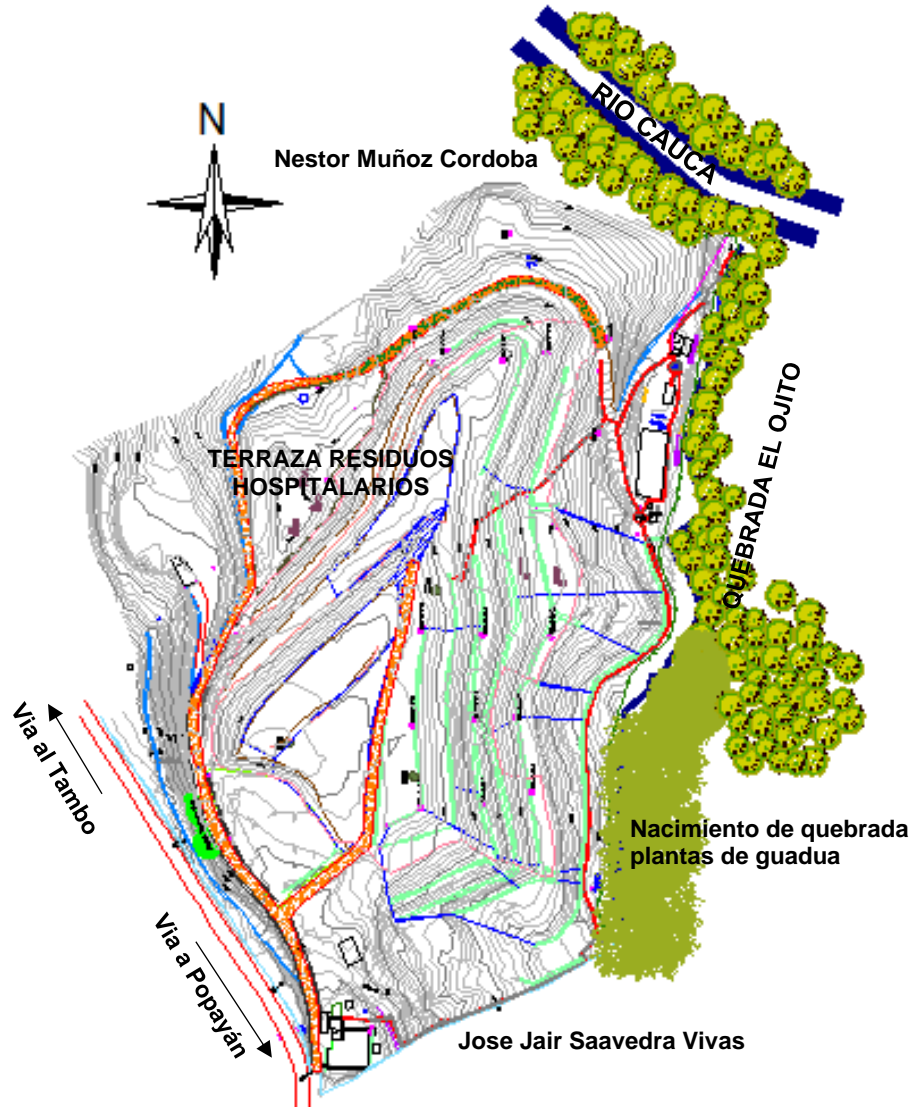 RIO CAUCA
N
Nestor Muñoz Cordoba
QUEBRADA EL OJITO
TERRAZA RESIDUOS
HOSPITALARIOS
Via al Tambo
Nacimiento de quebrada
plantas de guadua
Via a Popayán
Jose Jair Saavedra Vivas